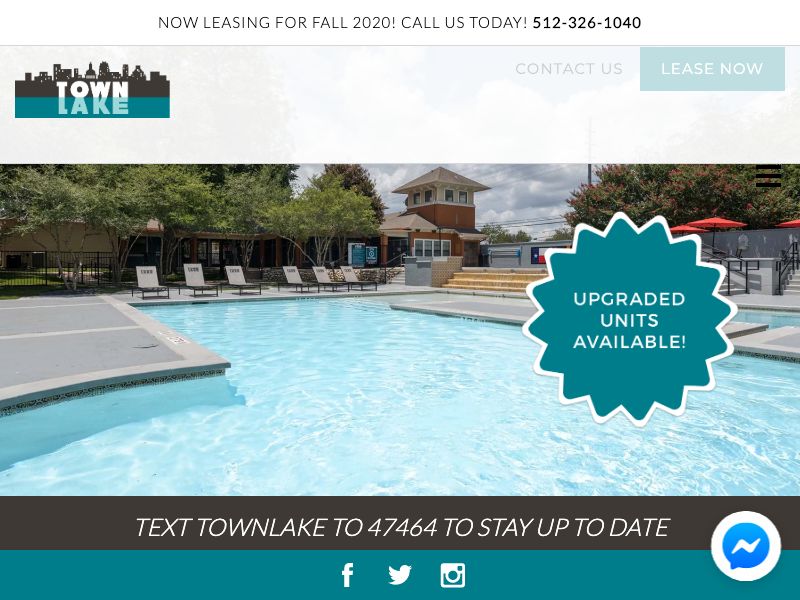 NOW LEASING FOR FALL 2020! CALL US TODAY! 512-326-1040
TOWN
LAKE
CONTACT US
LEASE NOW
UPGRADED
UNITS
AVAILABLE!
TEXT TOWNLAKE TO 47464 TO STAY UP TO DATE